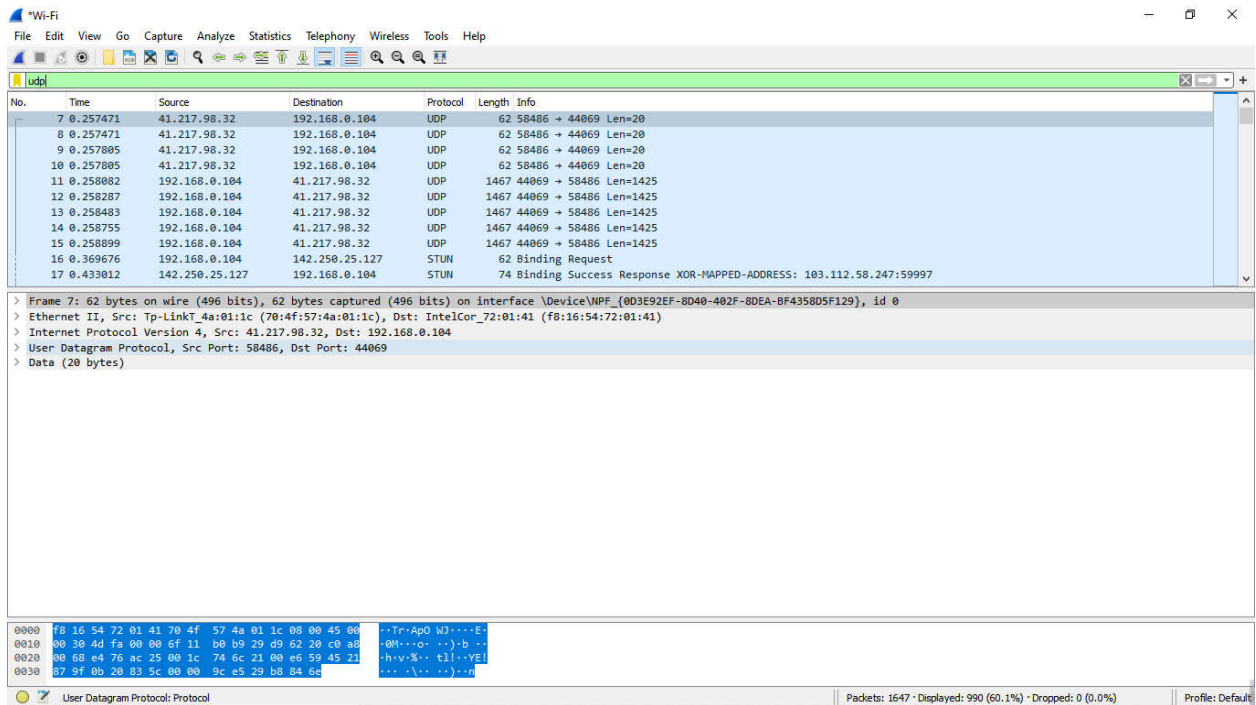 *Wi-Fi
File Edit View Go Capture Analyze Statistics Telephony Wireless Tools Help
udp
No. Time Source Destination Protocol Length Info
7 0.257471 41.217.98.32 192.168.0.104 UDP 62 58486 → 44069 Len=20
8 0.257471 41.217.98.32 192.168.0.104 UDP 62 58486 → 44069 Len=20
9 0.257805 41.217.98.32 192.168.0.104 UDP 62 58486 → 44069 Len=20
10 0.257805 41.217.98.32 192.168.0.104 UDP 62 58486 → 44069 Len=20
11 0.258082 192.168.0.104 41.217.98.32 UDP 1467 44069 → 58486 Len=1425
12 0.258287 192.168.0.104 41.217.98.32 UDP 1467 44069 → 58486 Len=1425
13 0.258483 192.168.0.104 41.217.98.32 UDP 1467 44069 → 58486 Len=1425
14 0.258755 192.168.0.104 41.217.98.32 UDP 1467 44069 → 58486 Len=1425
15 0.258899 192.168.0.104 41.217.98.32 UDP 1467 44069 → 58486 Len=1425
16 0.369676 192.168.0.104 142.250.25.127 STUN 62 Binding Request
17 0.433012 142.250.25.127 192.168.0.104 STUN 74 Binding Success Response XOR-MAPPED-ADDRESS: 103.112.58.247:59997
> Frame 7: 62 bytes on wire (496 bits), 62 bytes captured (496 bits) on interface \Device\NPF_{0D3E92EF-8D40-402F-8DEA-BF4358D5F129}, id 0
> Ethernet II, Src: Tp-LinkT_4a:01:1c (70:4f:57:4a:01:1c), Dst: IntelCor_72:01:41 (f8:16:54:72:01:41)
> Internet Protocol Version 4, Src: 41.217.98.32, Dst: 192.168.0.104
> User Datagram Protocol, Src Port: 58486, Dst Port: 44069
> Data (20 bytes)
0000 f8 16 54 72 01 41 70 4f 57 4a 01 1c 08 00 45 00 ··Tr·ApO WJ····E·
0010 00 30 4d fa 00 00 6f 11 b0 b9 29 d9 62 20 c0 a8 ·0M···o· ··)·b ··
0020 00 68 e4 76 ac 25 00 1c 74 6c 21 00 e6 59 45 21 ·h·v·%·· tl!··YE!
0030 87 9f 0b 20 83 5c 00 00 9c e5 29 b8 84 6e ··· ·\·· ··)··n
User Datagram Protocol: Protocol
Packets: 1647 · Displayed: 990 (60.1%) · Dropped: 0 (0.0%)
Profile: Default